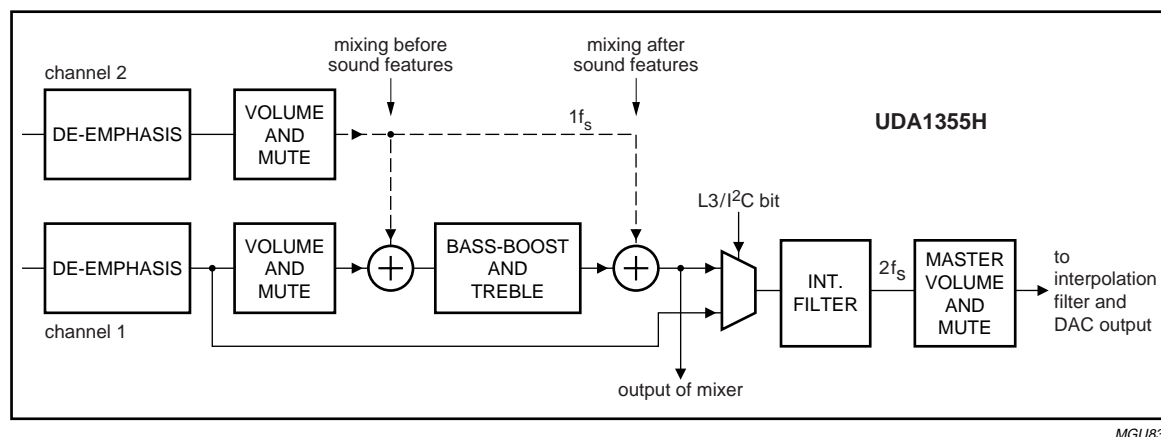 mixing before
sound features
mixing after
sound features
channel 2
DE-EMPHASIS
VOLUME
AND
MUTE
1fs
UDA1355H
L3/I2C bit
DE-EMPHASIS
VOLUME
AND
MUTE
BASS-BOOST
AND
TREBLE
INT.
FILTER
2fs
MASTER
VOLUME
AND
MUTE
to
interpolation
filter and
DAC output
channel 1
output of mixer